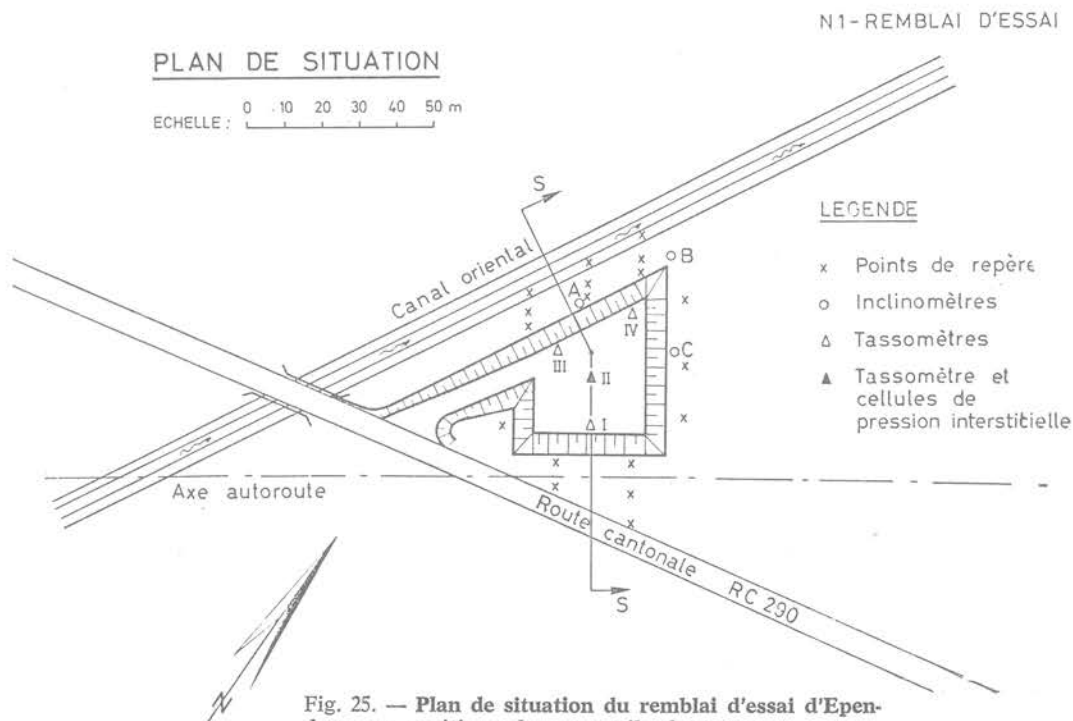 N1-REMBLAI D'ESSAI
PLAN DE SITUATION
ECHELLE : 0 10 20 30 40 50 m
S
LEGENDE
x Points de repère
o Inclinomètres
△ Tassomètres
▲ Tassomètre et
cellules de
pression interstitielle
Canal oriental
A
B
IV
III
C
II
I
Axe autoroute
Route cantonale RC 290
S
N
Fig. 25. — Plan de situation du remblai d'essai d'Epen-